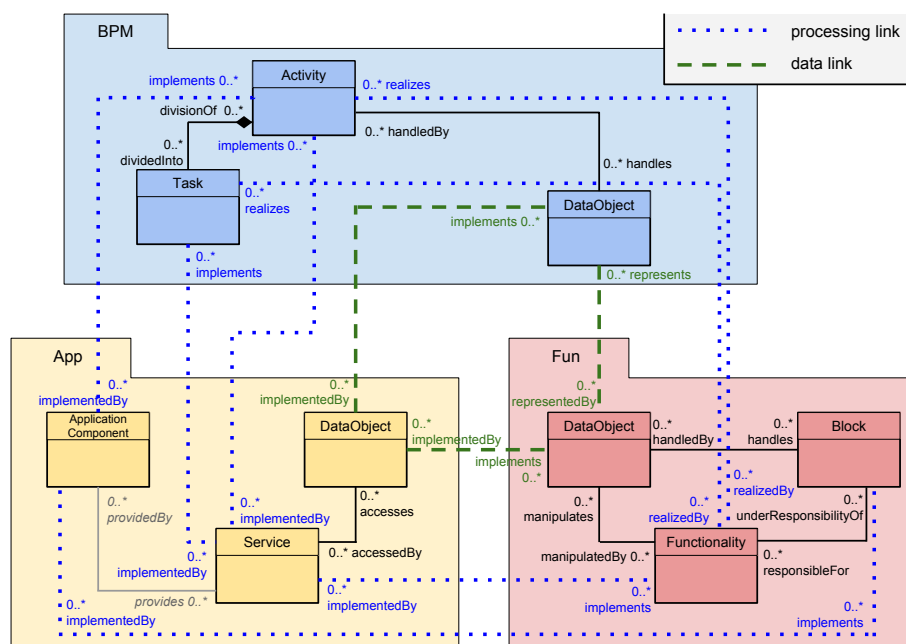 BPM
processing link
data link
implements 0..*
Activity
0..* realizes
divisionOf 0..*
0..* handledBy
implements 0..*
0..*
dividedInto
0..* handles
Task
0..*
realizes
DataObject
implements 0..*
0..*
implements
0..* represents
App
Fun
0..*
implementedBy
0..*
implementedBy
0..*
representedBy
Application
Component
DataObject
0..*
implementedBy
implements
0..*
DataObject
0..*
handledBy
0..*
handles
Block
0..*
providedBy
0..*
accesses
0..*
manipulates
0..*
realizedBy
0..*
realizedBy
0..*
underResponsibilityOf
0..*
implementedBy
Service
0..* accessedBy
0..*
implementedBy
manipulatedBy 0..*
Functionality
0..*
responsibleFor
provides 0..*
0..*
implementedBy
0..*
implementedBy
0..*
implements
0..*
implements